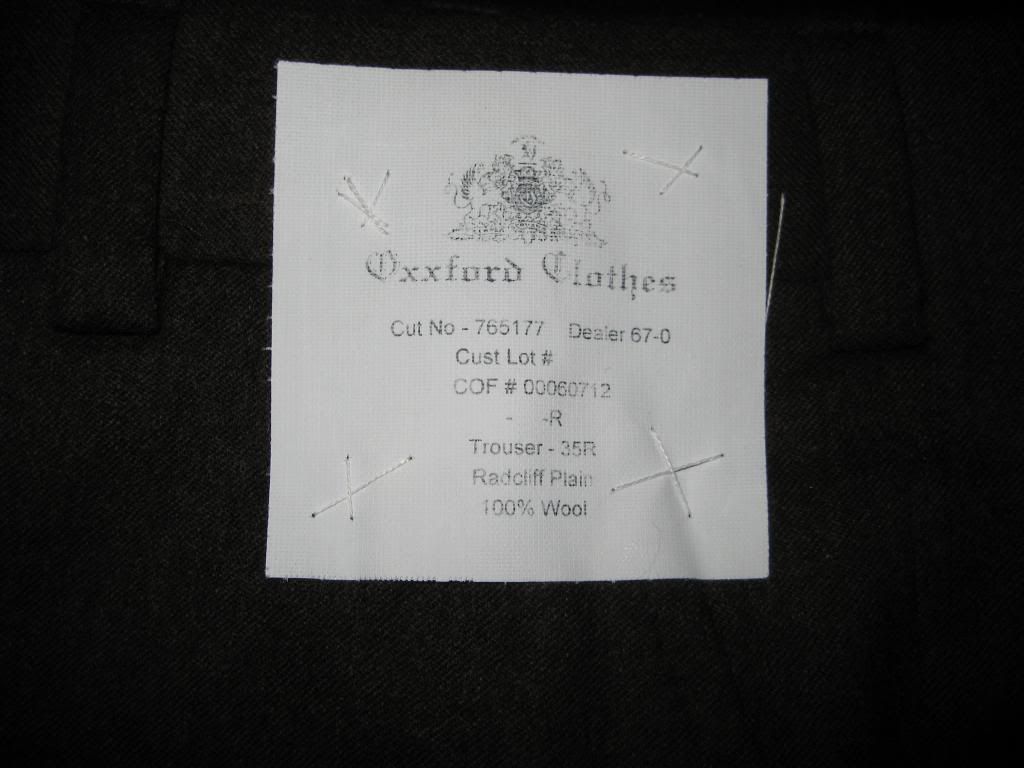 Oxxford Clothes
Cut No - 765177 Dealer 67-0
Cust Lot #
COF # 00060712
- -R
Trouser - 35R
Radcliff Plain
100% Wool